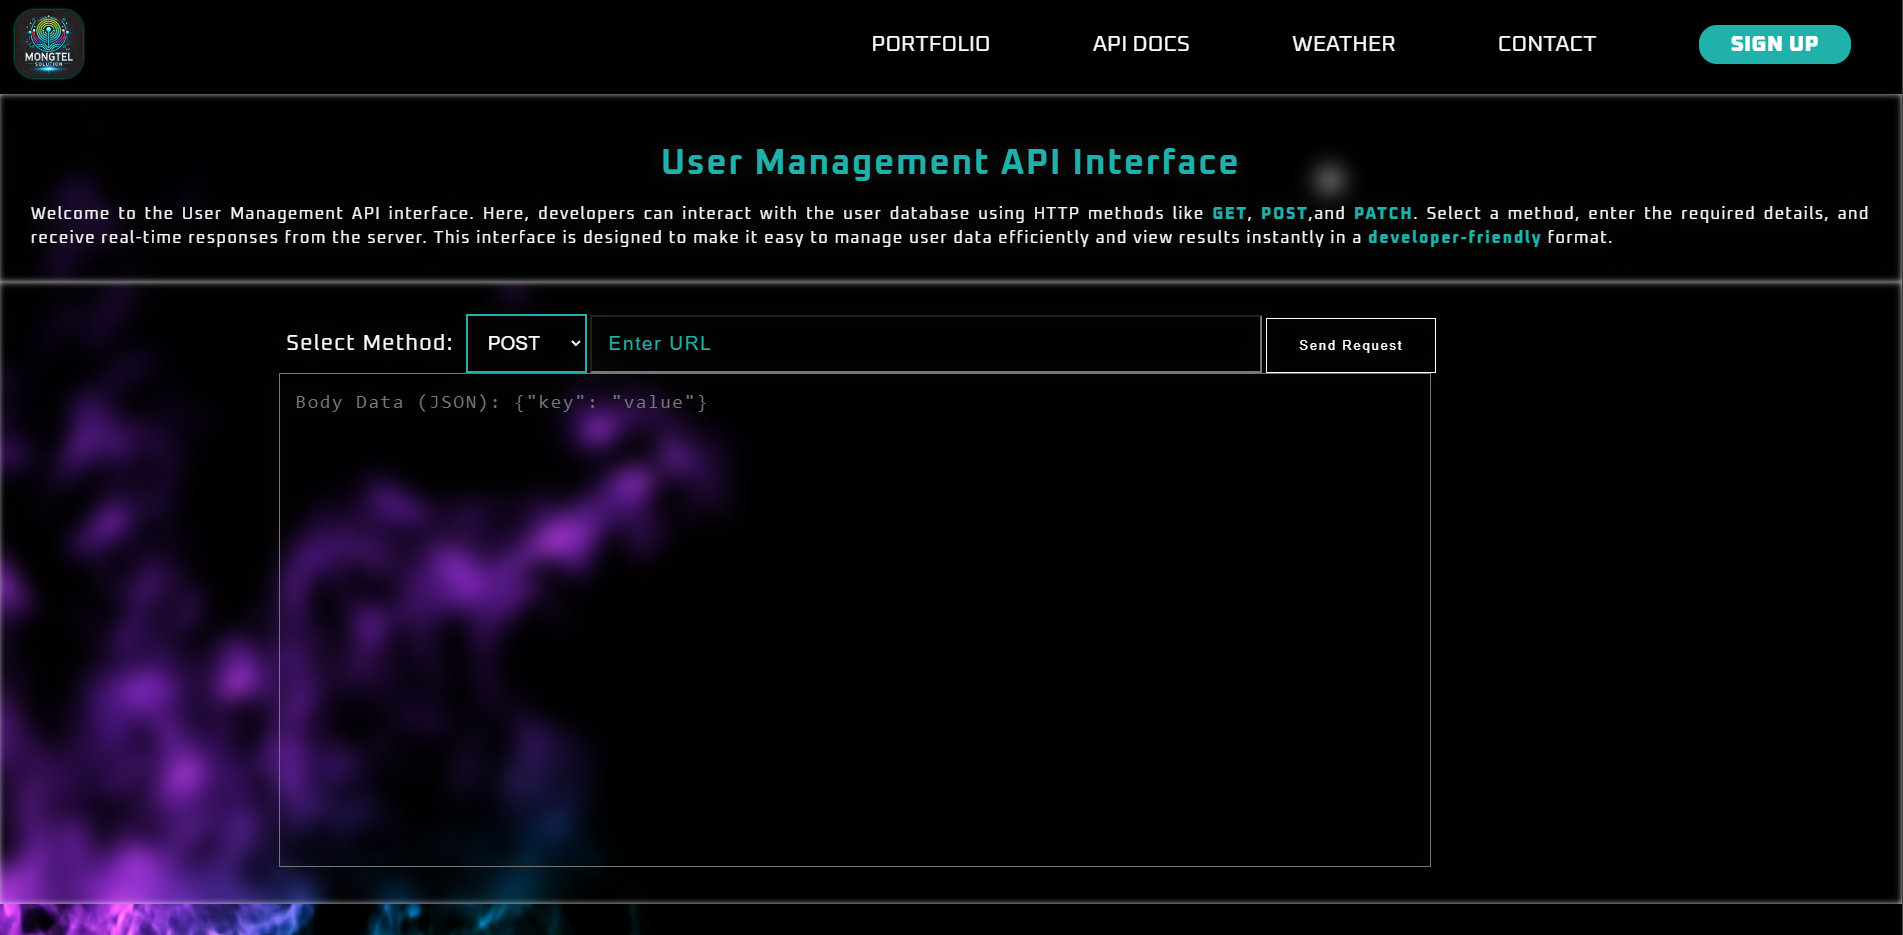 MONGTEL
SOLUTION
PORTFOLIO
API DOCS
WEATHER
CONTACT
SIGN UP
User Management API Interface
Welcome to the User Management API interface. Here, developers can interact with the user database using HTTP methods like GET, POST,and PATCH. Select a method, enter the required details, and
receive real-time responses from the server. This interface is designed to make it easy to manage user data efficiently and view results instantly in a developer-friendly format.
Select Method:
POST
Enter URL
Send Request
Body Data (JSON): {"key": "value"}